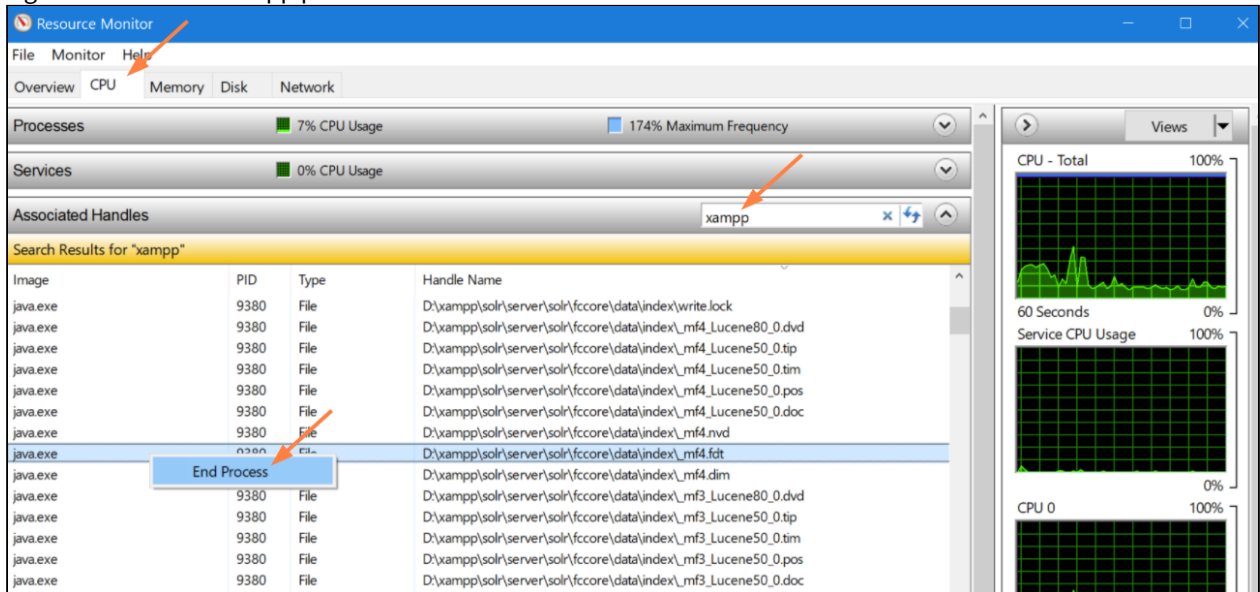 Resource Monitor
File Monitor Help
Overview CPU Memory Disk Network
Processes 7% CPU Usage 174% Maximum Frequency
Services 0% CPU Usage
Associated Handles xampp
Search Results for "xampp"
Image PID Type Handle Name
java.exe 9380 File D:\xampp\solr\server\solr\fccore\data\index\write.lock
java.exe 9380 File D:\xampp\solr\server\solr\fccore\data\index\_mf4_Lucene80_0.dvd
java.exe 9380 File D:\xampp\solr\server\solr\fccore\data\index\_mf4_Lucene50_0.tip
java.exe 9380 File D:\xampp\solr\server\solr\fccore\data\index\_mf4_Lucene50_0.tim
java.exe 9380 File D:\xampp\solr\server\solr\fccore\data\index\_mf4_Lucene50_0.pos
java.exe 9380 File D:\xampp\solr\server\solr\fccore\data\index\_mf4_Lucene50_0.doc
java.exe 9380 File D:\xampp\solr\server\solr\fccore\data\index\_mf4.nvd
java.exe 9380 File D:\xampp\solr\server\solr\fccore\data\index\_mf4.fdt
End Process
java.exe D:\xampp\solr\server\solr\fccore\data\index\_mf4.dim
java.exe 9380 File D:\xampp\solr\server\solr\fccore\data\index\_mf3_Lucene80_0.dvd
java.exe 9380 File D:\xampp\solr\server\solr\fccore\data\index\_mf3_Lucene50_0.tip
java.exe 9380 File D:\xampp\solr\server\solr\fccore\data\index\_mf3_Lucene50_0.tim
java.exe 9380 File D:\xampp\solr\server\solr\fccore\data\index\_mf3_Lucene50_0.pos
java.exe 9380 File D:\xampp\solr\server\solr\fccore\data\index\_mf3_Lucene50_0.doc
Views
CPU - Total 100%
60 Seconds 0%
Service CPU Usage 100%
0%
CPU 0 100%